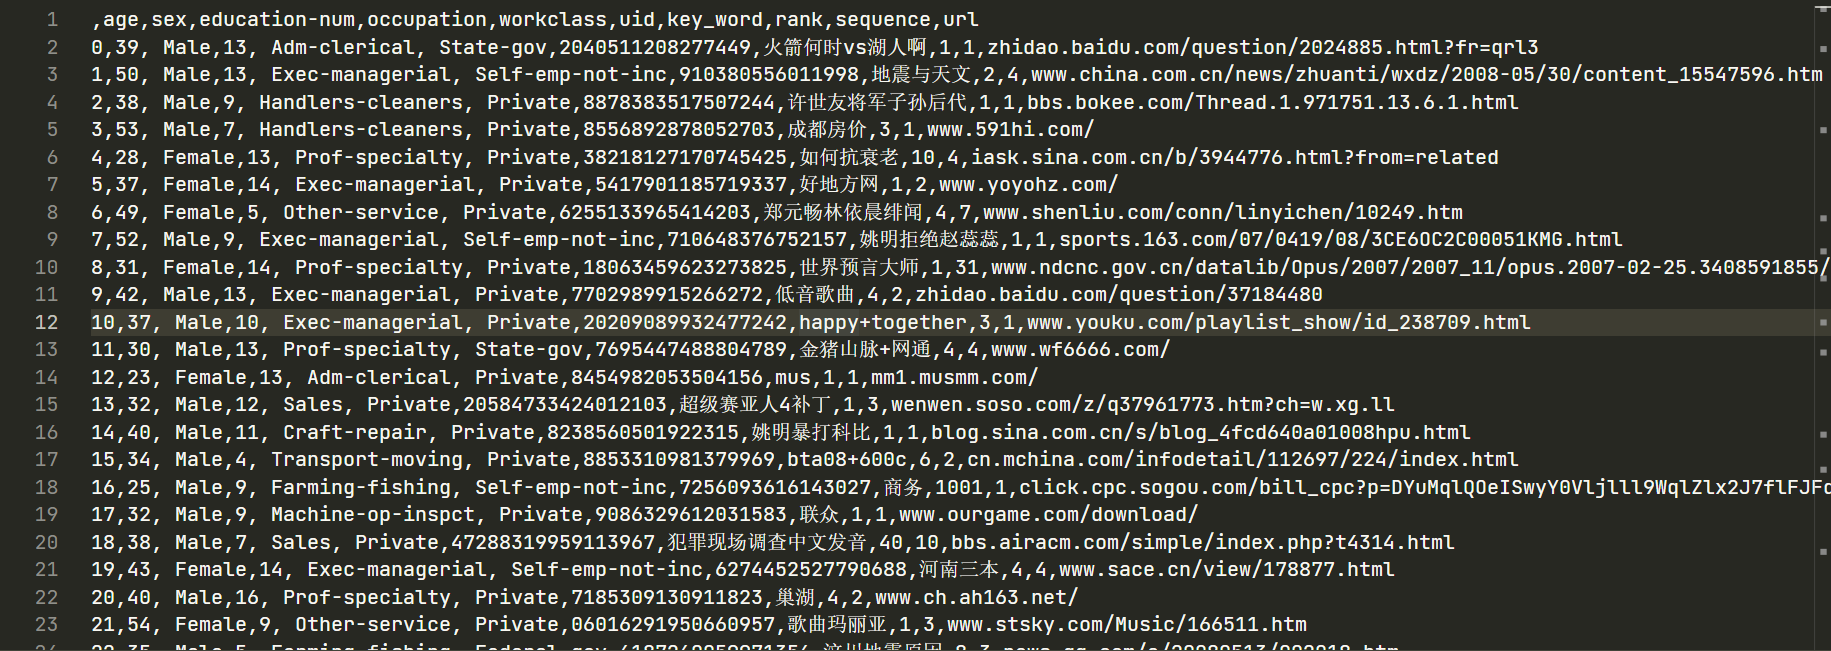 1 ,age,sex,education-num,occupation,workclass,uid,key_word,rank,sequence,url
2 0,39, Male,13, Adm-clerical, State-gov,2040511208277449,火箭何时vs湖人啊,1,1,zhidao.baidu.com/question/2024885.html?fr=qrl3
3 1,50, Male,13, Exec-managerial, Self-emp-not-inc,910380556011998,地震与天文,2,4,www.china.com.cn/news/zhuanti/wxdz/2008-05/30/content_15547596.htm
4 2,38, Male,9, Handlers-cleaners, Private,8878383517507244,许世友将军子孙后代,1,1,bbs.bokee.com/Thread.1.971751.13.6.1.html
5 3,53, Male,7, Handlers-cleaners, Private,8556892878052703,成都房价,3,1,www.591hi.com/
6 4,28, Female,13, Prof-specialty, Private,38218127170745425,如何抗衰老,10,4,iask.sina.com.cn/b/3944776.html?from=related
7 5,37, Female,14, Exec-managerial, Private,5417901185719337,好地方网,1,2,www.yoyohz.com/
8 6,49, Female,5, Other-service, Private,6255133965414203,郑元畅林依晨绯闻,4,7,www.shenliu.com/conn/linyichen/10249.htm
9 7,52, Male,9, Exec-managerial, Self-emp-not-inc,710648376752157,姚明拒绝赵蕊蕊,1,1,sports.163.com/07/0419/08/3CE6OC2C00051KMG.html
10 8,31, Female,14, Prof-specialty, Private,18063459623273825,世界预言大师,1,31,www.ndcnc.gov.cn/datalib/Opus/2007/2007_11/opus.2007-02-25.3408591855/
11 9,42, Male,13, Exec-managerial, Private,7702989915266272,低音歌曲,4,2,zhidao.baidu.com/question/37184480
12 10,37, Male,10, Exec-managerial, Private,20209089932477242,happy+together,3,1,www.youku.com/playlist_show/id_238709.html
13 11,30, Male,13, Prof-specialty, State-gov,7695447488804789,金猪山脉+网通,4,4,www.wf6666.com/
14 12,23, Female,13, Adm-clerical, Private,8454982053504156,mus,1,1,mm1.musmm.com/
15 13,32, Male,12, Sales, Private,20584733424012103,超级赛亚人4补丁,1,3,wenwen.soso.com/z/q37961773.htm?ch=w.xg.ll
16 14,40, Male,11, Craft-repair, Private,8238560501922315,姚明暴打科比,1,1,blog.sina.com.cn/s/blog_4fcd640a01008hpu.html
17 15,34, Male,4, Transport-moving, Private,8853310981379969,bta08+600c,6,2,cn.mchina.com/infodetail/112697/224/index.html
18 16,25, Male,9, Farming-fishing, Self-emp-not-inc,7256093616143027,商务,1001,1,click.cpc.sogou.com/bill_cpc?p=DYuMqlQOeISwyY0Vljlll9WqlZlx2J7flFJFd
19 17,32, Male,9, Machine-op-inspct, Private,9086329612031583,联众,1,1,www.ourgame.com/download/
20 18,38, Male,7, Sales, Private,47288319959113967,犯罪现场调查中文发音,40,10,bbs.airacm.com/simple/index.php?t4314.html
21 19,43, Female,14, Exec-managerial, Self-emp-not-inc,6274452527790688,河南三本,4,4,www.sace.cn/view/178877.html
22 20,40, Male,16, Prof-specialty, Private,7185309130911823,巢湖,4,2,www.ch.ah163.net/
23 21,54, Female,9, Other-service, Private,06016291950660957,歌曲玛丽亚,1,3,www.stsky.com/Music/166511.htm